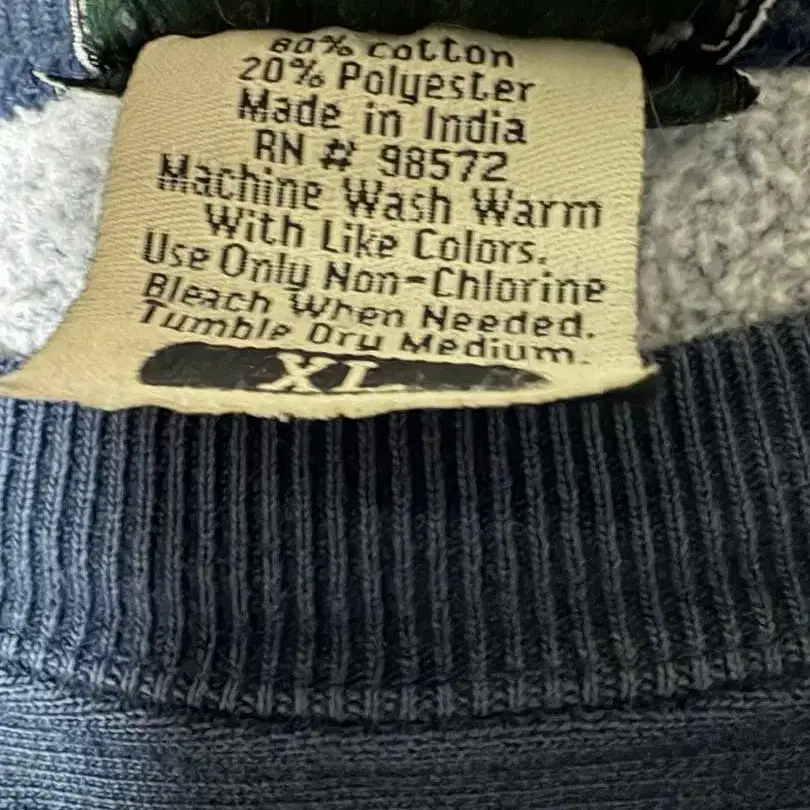 80% Cotton
20% Polyester
Made in India
RN # 98572
Machine Wash Warm
With Like Colors.
Use Only Non-Chlorine
Bleach When Needed.
Tumble Dry Medium.
XL